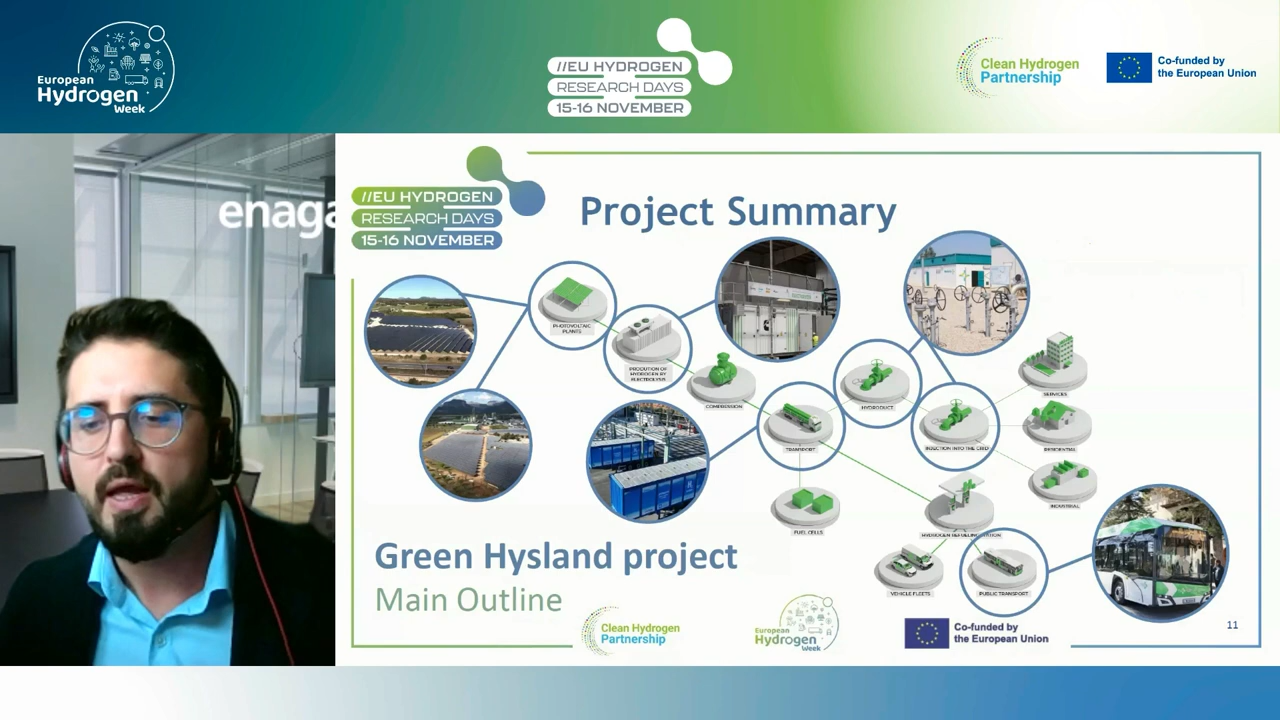 European
Hydrogen
Week
//EU HYDROGEN
RESEARCH DAYS
15-16 NOVEMBER
Clean Hydrogen
Partnership
Co-funded by
the European Union
enaga
//EU HYDROGEN
RESEARCH DAYS
15-16 NOVEMBER
Project Summary
PHOTOVOLTAIC
PLANTS
PRODUTION OF
HYDROGEN BY
ELECTOLYSIS
COMPRESSION
TRANSPORT
HYDRODUCT
INJECTION INTO THE GRID
SERVICES
RESIDENTIAL
INDUSTRIAL
FUEL CELLS
HYDROGEN REFUELING STATION
VEHICLE FLEETS
PUBLIC TRANSPORT
Green Hysland project
Main Outline
Clean Hydrogen
Partnership
European
Hydrogen
Week
Co-funded by
the European Union
11